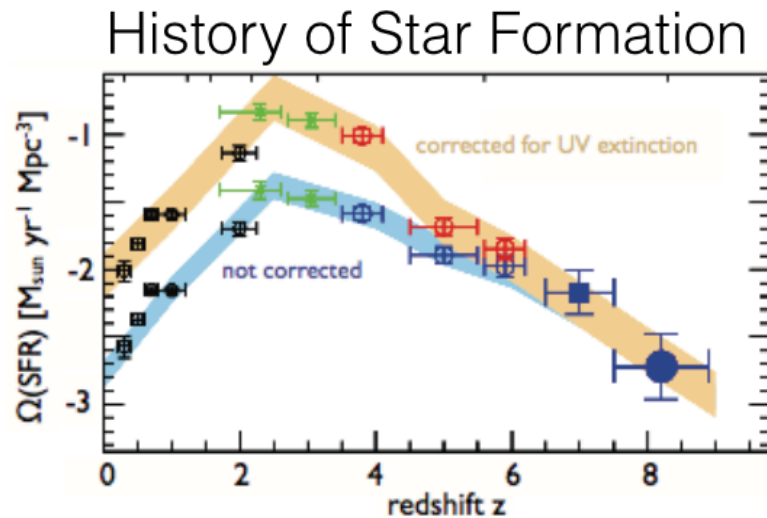 History of Star Formation
-1
corrected for UV extinction
-2
not corrected
-3
Ω(SFR) [M_sun yr⁻¹ Mpc⁻³]
0 2 4 6 8
redshift z